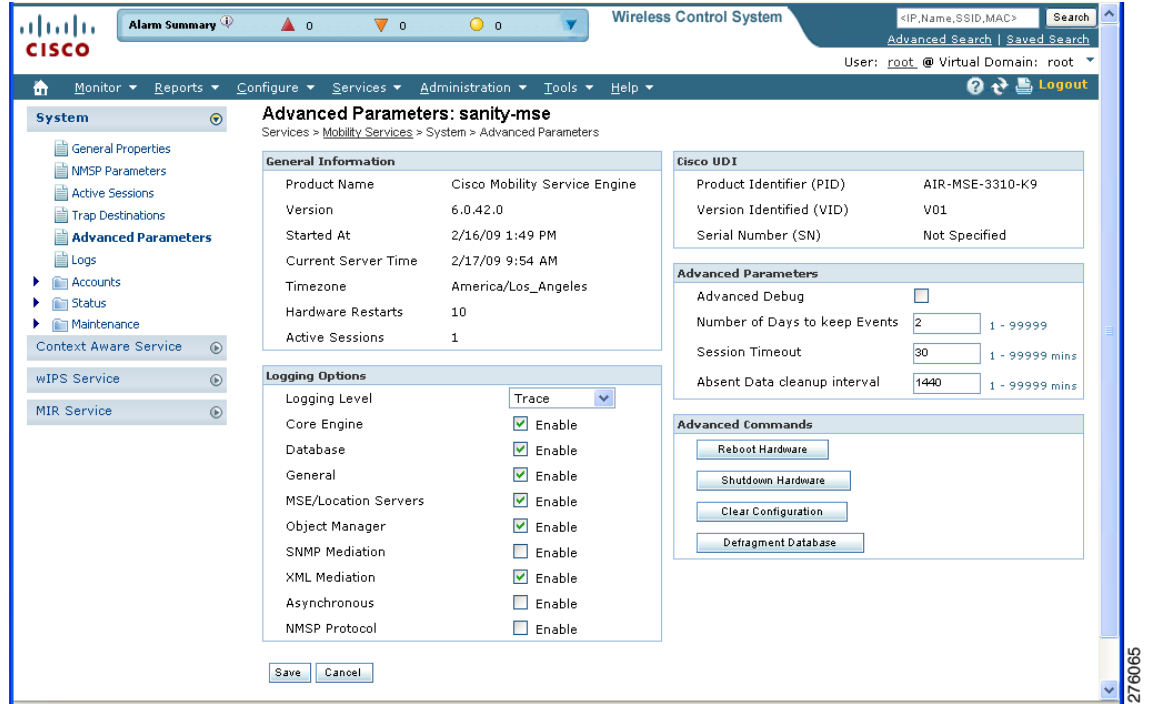 Alarm Summary 0 0 0
Wireless Control System
<IP,Name,SSID,MAC> Search
Advanced Search | Saved Search
CISCO
User: root @ Virtual Domain: root
Monitor Reports Configure Services Administration Tools Help Logout
System
General Properties
NMSP Parameters
Active Sessions
Trap Destinations
Advanced Parameters
Logs
Accounts
Status
Maintenance
Context Aware Service
wIPS Service
MIR Service
Advanced Parameters: sanity-mse
Services > Mobility Services > System > Advanced Parameters
General Information
Product Name Cisco Mobility Service Engine
Version 6.0.42.0
Started At 2/16/09 1:49 PM
Current Server Time 2/17/09 9:54 AM
Timezone America/Los_Angeles
Hardware Restarts 10
Active Sessions 1
Logging Options
Logging Level Trace
Core Engine Enable
Database Enable
General Enable
MSE/Location Servers Enable
Object Manager Enable
SNMP Mediation Enable
XML Mediation Enable
Asynchronous Enable
NMSP Protocol Enable
Save Cancel
Cisco UDI
Product Identifier (PID) AIR-MSE-3310-K9
Version Identified (VID) V01
Serial Number (SN) Not Specified
Advanced Parameters
Advanced Debug
Number of Days to keep Events 2 1 - 99999
Session Timeout 30 1 - 99999 mins
Absent Data cleanup interval 1440 1 - 99999 mins
Advanced Commands
Reboot Hardware
Shutdown Hardware
Clear Configuration
Defragment Database
276065